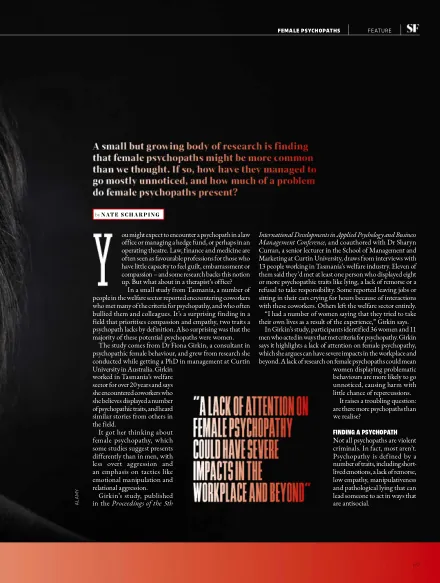 FEMALE PSYCHOPATHS
FEATURE
SF
A small but growing body of research is finding
that female psychopaths might be more common
than we thought. If so, how have they managed to
go mostly unnoticed, and how much of a problem
do female psychopaths present?
by NATE SCHARPING
You might expect to encounter a psychopath in a law
office or managing a hedge fund, or perhaps in an
operating theatre. Law, finance and medicine are
often seen as favourable professions for those who
have little capacity to feel guilt, embarrassment or
compassion – and some research backs this notion
up. But what about in a therapist's office?
In a small study from Tasmania, a number of
people in the welfare sector reported encountering coworkers
who met many of the criteria for psychopathy, and who often
bullied them and colleagues. It's a surprising finding in a
field that prioritises compassion and empathy, two traits a
psychopath lacks by definition. Also surprising was that the
majority of these potential psychopaths were women.
The study comes from Dr Fiona Girkin, a consultant in
psychopathic female behaviour, and grew from research she
conducted while getting a PhD in management at Curtin
University in Australia. Girkin
worked in Tasmania's welfare
sector for over 20 years and says
she encountered coworkers who
she believes displayed a number
of psychopathic traits, and heard
similar stories from others in
the field.
It got her thinking about
female psychopathy, which
some studies suggest presents
differently than in men, with
less overt aggression and
an emphasis on tactics like
emotional manipulation and
relational aggression.
Girkin's study, published
in the Proceedings of the 5th
International Developments in Applied Psychology and Business
Management Conference, and coauthored with Dr Sharyn
Curran, a senior lecturer in the School of Management and
Marketing at Curtin University, draws from interviews with
13 people working in Tasmania's welfare industry. Eleven of
them said they'd met at least one person who displayed eight
or more psychopathic traits like lying, a lack of remorse or a
refusal to take responsibility. Some reported leaving jobs or
sitting in their cars crying for hours because of interactions
with these coworkers. Others left the welfare sector entirely.
"I had a number of women saying that they tried to take
their own lives as a result of the experience," Girkin says.
In Girkin's study, participants identified 36 women and 11
men who acted in ways that met criteria for psychopathy. Girkin
says it highlights a lack of attention on female psychopathy,
which she argues can have severe impacts in the workplace and
beyond. A lack of research on female psychopaths could mean
women displaying problematic
behaviours are more likely to go
unnoticed, causing harm with
little chance of repercussions.
It raises a troubling question:
are there more psychopaths than
we realise?
FINDING A PSYCHOPATH
Not all psychopaths are violent
criminals. In fact, most aren't.
Psychopathy is defined by a
number of traits, including short-
lived emotions, a lack of remorse,
low empathy, manipulativeness
and pathological lying that can
lead someone to act in ways that
are antisocial.
"A LACK OF ATTENTION ON
FEMALE PSYCHOPATHY
COULD HAVE SEVERE
IMPACTS IN THE
WORKPLACE AND BEYOND"
ALAMY